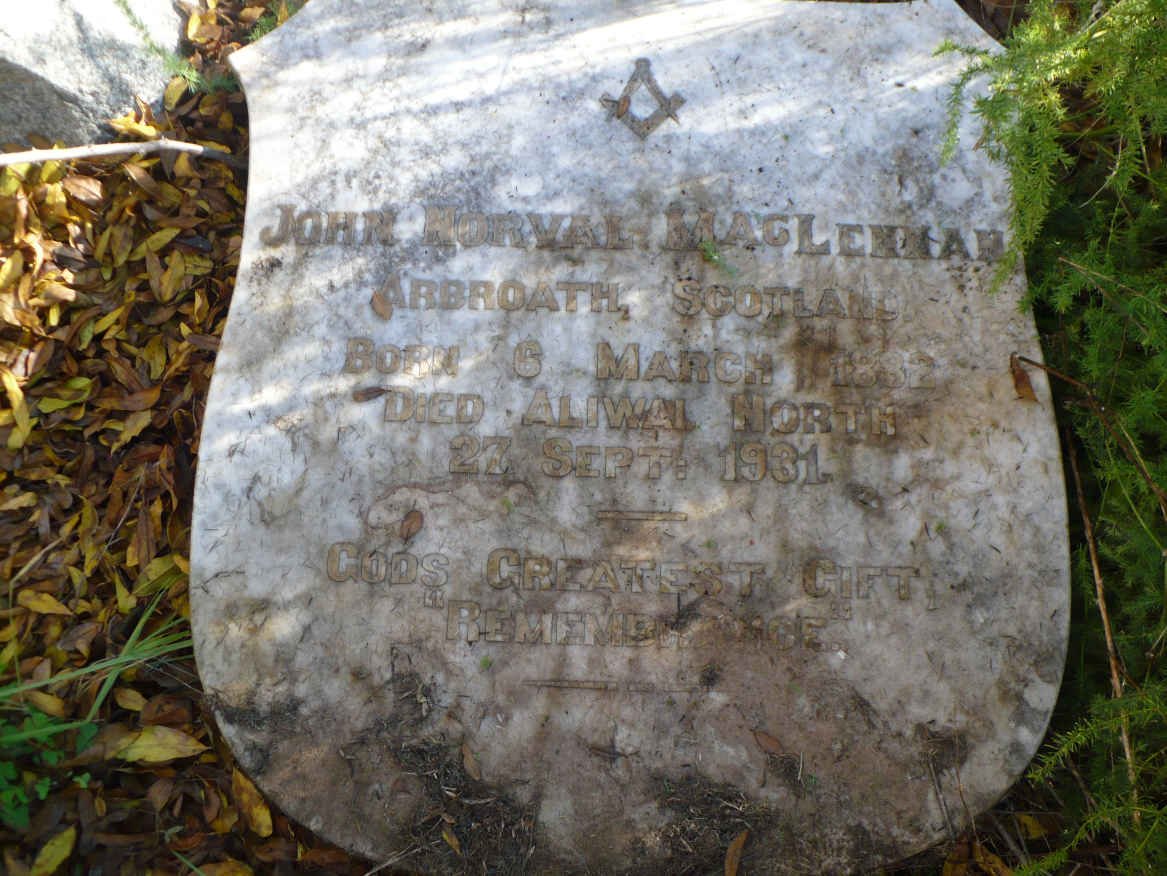 JOHN NORVAL MACLENNAN
ARBROATH, SCOTLAND
BORN 6 MARCH 1882
DIED ALIWAL NORTH
27 SEPT: 1931.
GODS GREATEST GIFT,
"REMEMBRANCE."